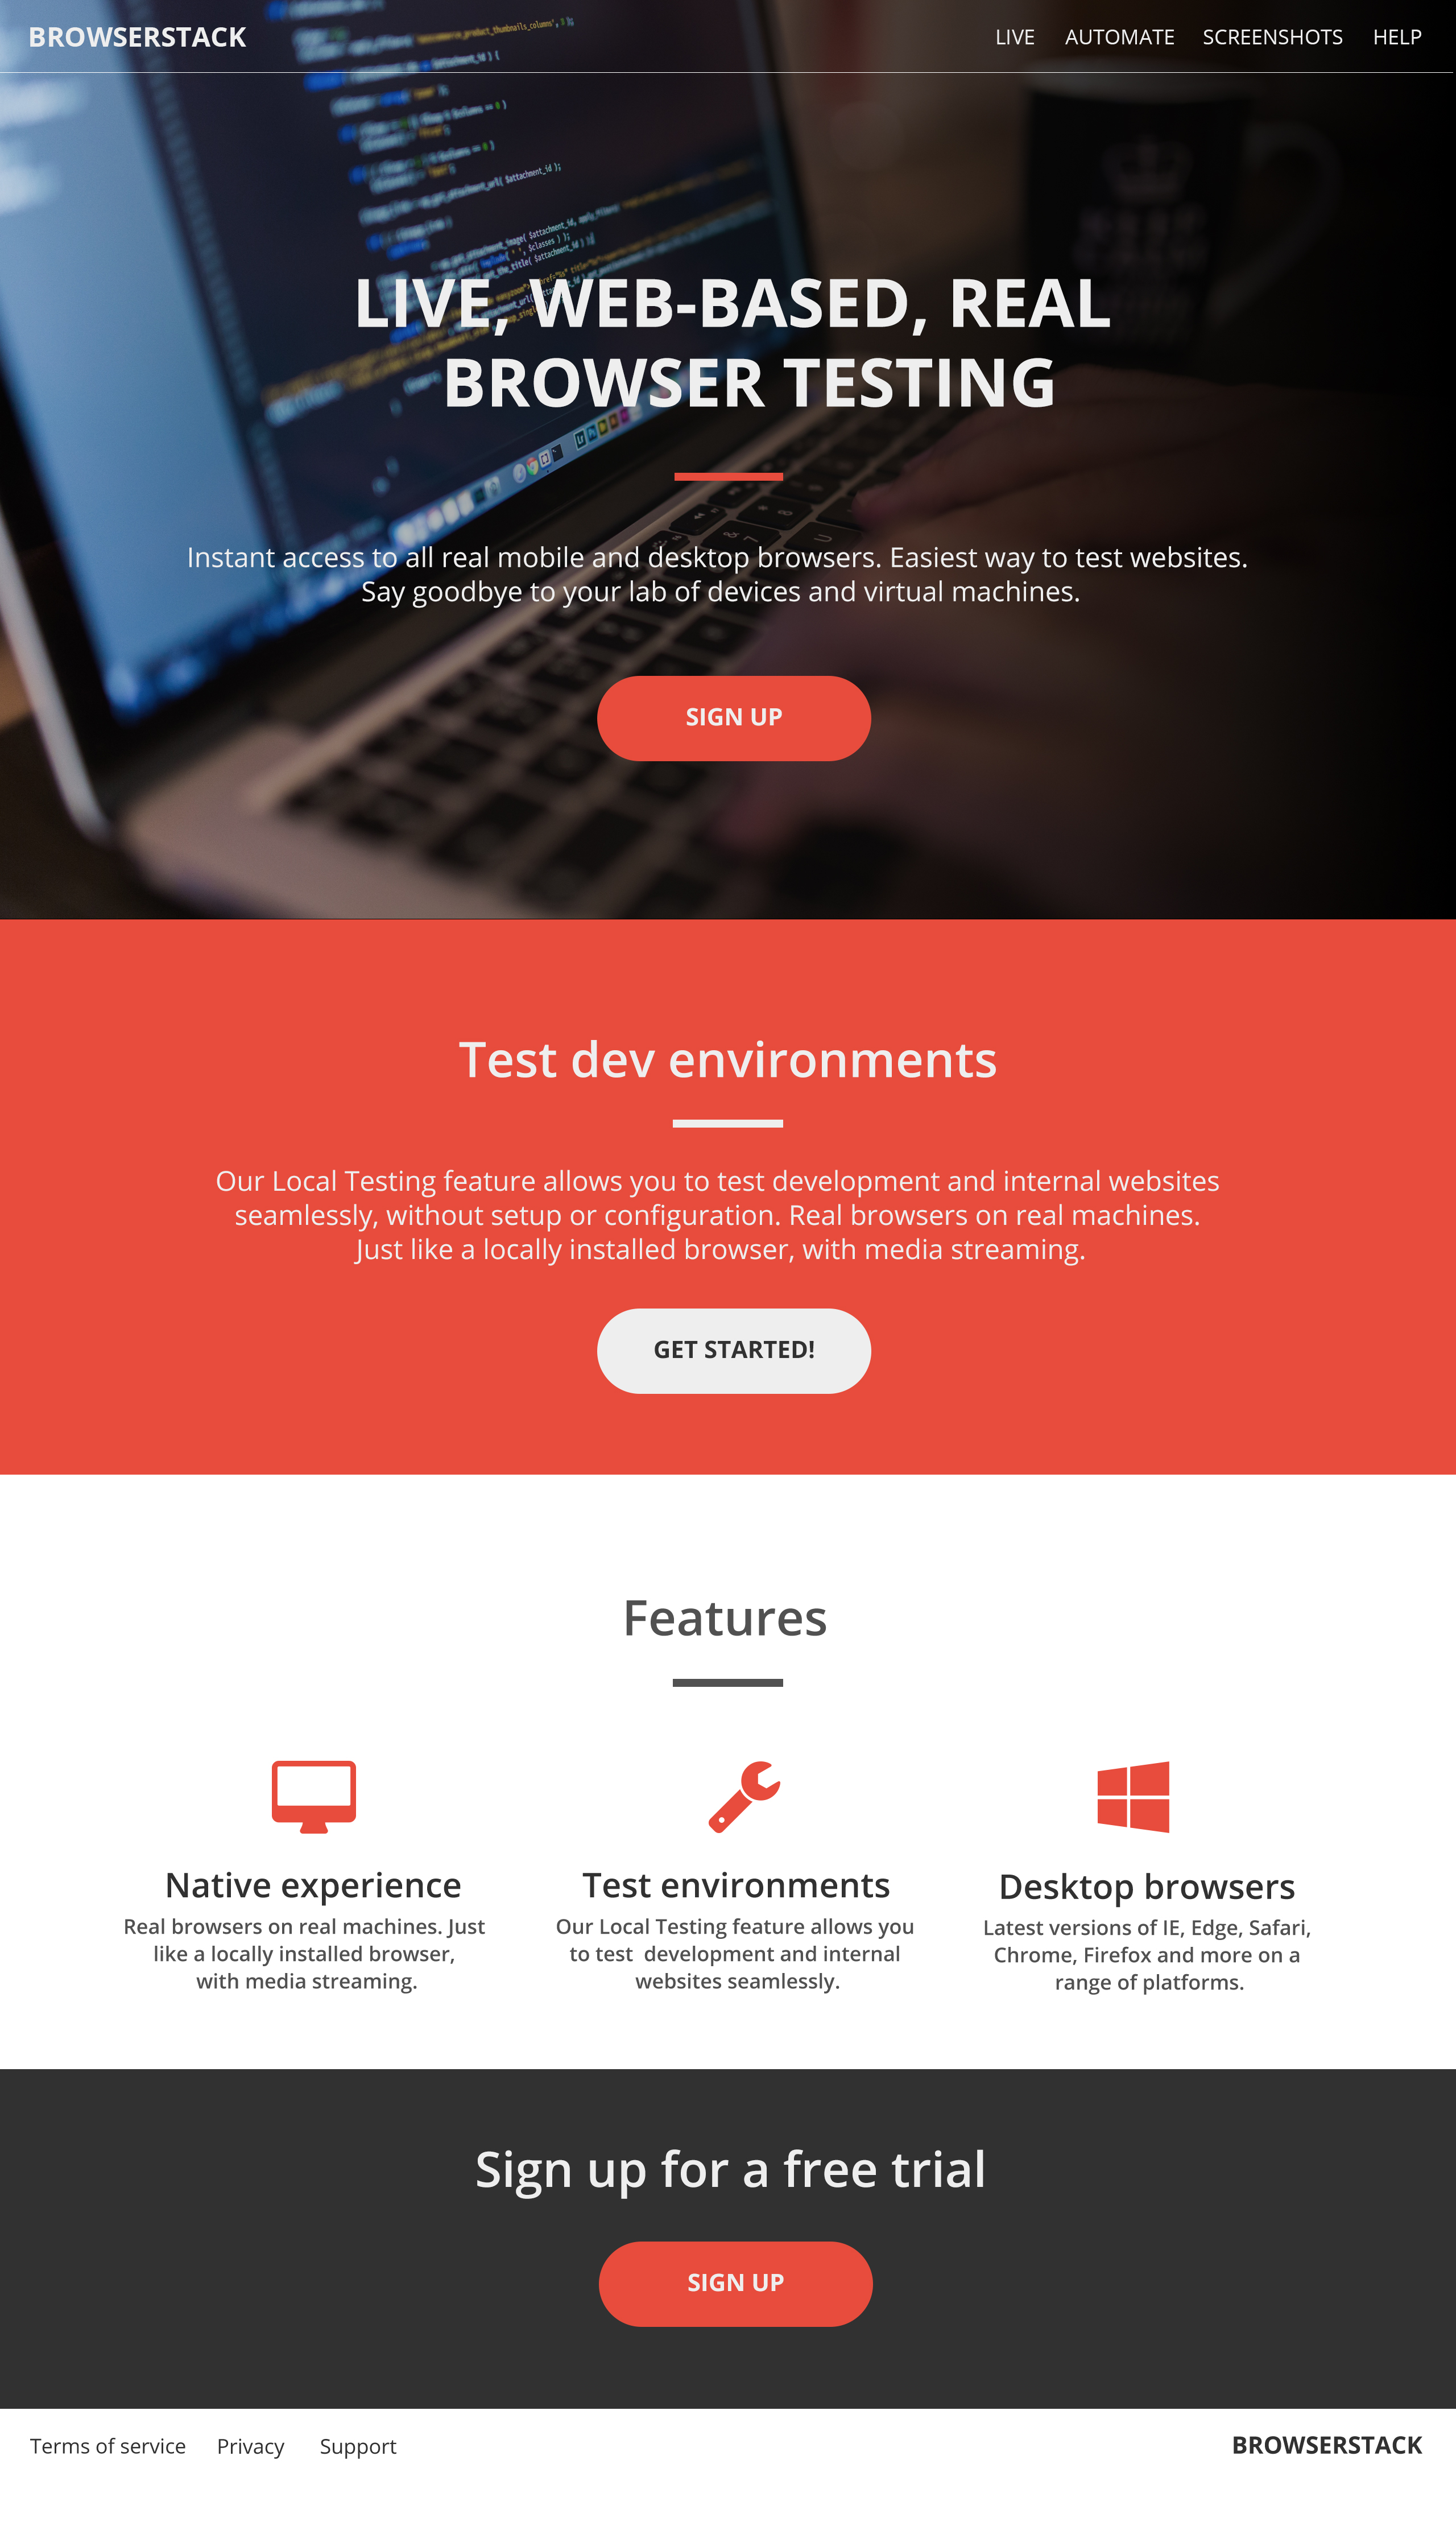 BROWSERSTACK
LIVE AUTOMATE SCREENSHOTS HELP
LIVE, WEB-BASED, REAL
BROWSER TESTING
Instant access to all real mobile and desktop browsers. Easiest way to test websites.
Say goodbye to your lab of devices and virtual machines.
SIGN UP
Test dev environments
Our Local Testing feature allows you to test development and internal websites
seamlessly, without setup or configuration. Real browsers on real machines.
Just like a locally installed browser, with media streaming.
GET STARTED!
Features
Native experience
Real browsers on real machines. Just
like a locally installed browser,
with media streaming.
Test environments
Our Local Testing feature allows you
to test  development and internal
websites seamlessly.
Desktop browsers
Latest versions of IE, Edge, Safari,
Chrome, Firefox and more on a
range of platforms.
Sign up for a free trial
SIGN UP
Terms of service Privacy Support
BROWSERSTACK